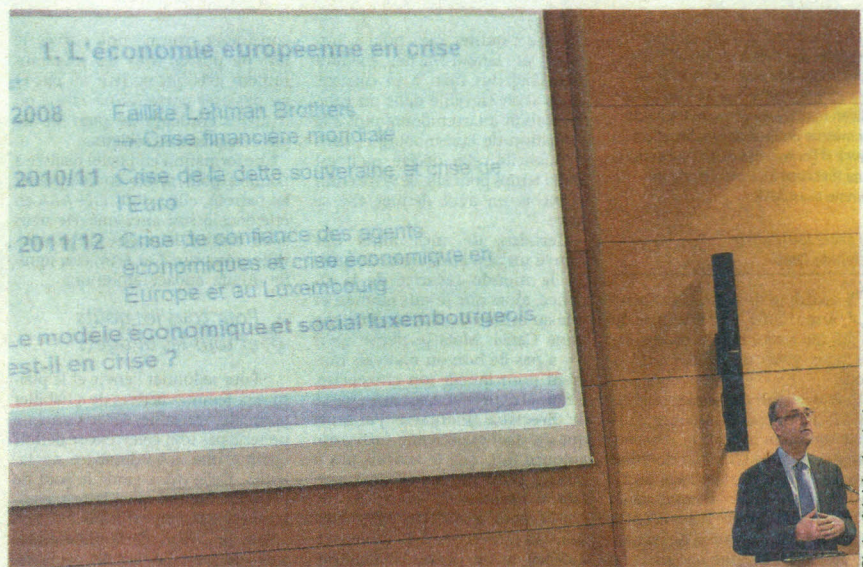 1. L'économie européenne en crise
2008 Faillite Lehman Brothers
Crise financière mondiale
2010/11 Crise de la dette souveraine et crise de
l'Euro
2011/12 Crise de confiance des agents
économiques et crise économique en
Europe et au Luxembourg
Le modèle économique et social luxembourgeois
est-il en crise ?